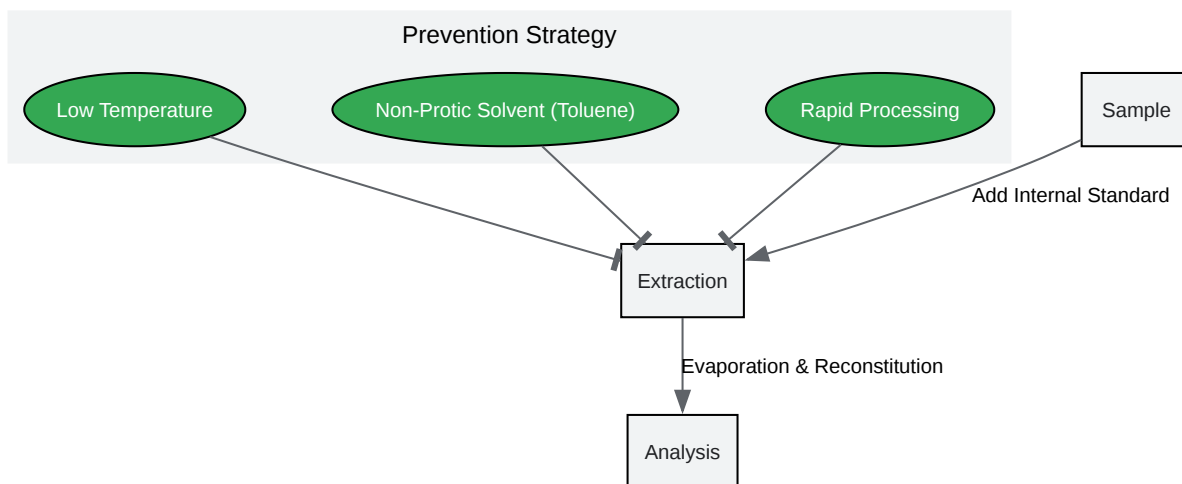 Prevention Strategy
Low Temperature
Non-Protic Solvent (Toluene)
Rapid Processing
Sample
Add Internal Standard
Extraction
Evaporation & Reconstitution
Analysis